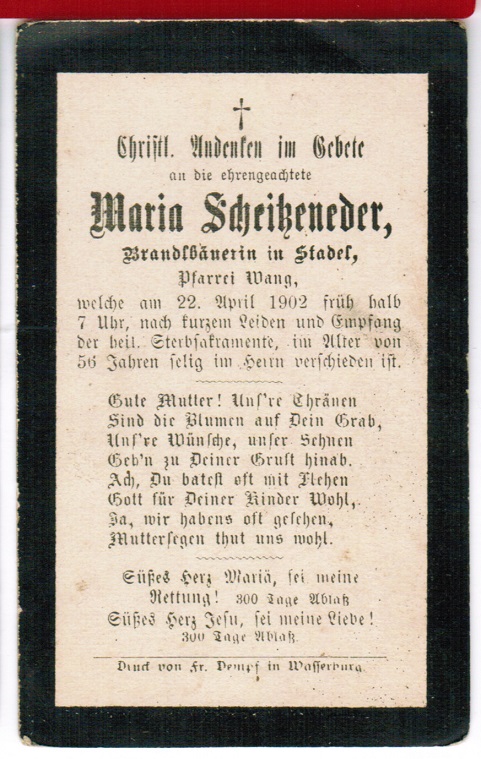 Christl. Andenken im Gebete
an die ehrengeachtete
Maria Scheitzeneder,
Brandlbäuerin in Stadel,
Pfarrei Wang,
welche am 22. April 1902 früh halb
7 Uhr, nach kurzem Leiden und Empfang
der heil. Sterbsakramente, im Alter von
56 Jahren selig im Herrn verschieden ist.
Gute Mutter! Uns're Thränen
Sind die Blumen auf Dein Grab,
Uns're Wünsche, unser Sehnen
Geb'n zu Deiner Gruft hinab.
Ach, Du batest oft mit Flehen
Gott für Deiner Kinder Wohl,
Ja, wir habens oft gesehen,
Muttersegen thut uns wohl.
Süßes Herz Mariä, sei meine
Rettung! 300 Tage Ablaß
Süßes Herz Jesu, sei meine Liebe!
300 Tage Ablaß.
Druck von Fr. Dempf in Wasserburg